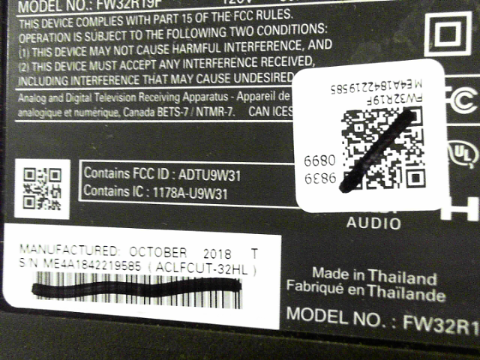 MODEL NO.: FW32R19F 120V
THIS DEVICE COMPLIES WITH PART 15 OF THE FCC RULES.
OPERATION IS SUBJECT TO THE FOLLOWING TWO CONDITIONS:
(1) THIS DEVICE MAY NOT CAUSE HARMFUL INTERFERENCE, AND
(2) THIS DEVICE MUST ACCEPT ANY INTERFERENCE
INCLUDING INTERFERENCE THAT MAY CAUSE UNDESIRED
Analog and Digital Television Receiving Apparatus - Appareil de
analogique et numérique, Canada BETS-7 / NTMR-7. CAN ICES
ME4A1842219585
FW32R19F
9839
0899
FC
UL
Contains FCC ID : ADTU9W31
Contains IC : 1178A-U9W31
AUDIO
H
MANUFACTURED: OCTOBER 2018 T
S/N ME4A1842219585 (ACLFCUT-32HL)
Made in Thailand
Fabriqué en Thaïlande
MODEL NO. : FW32R1